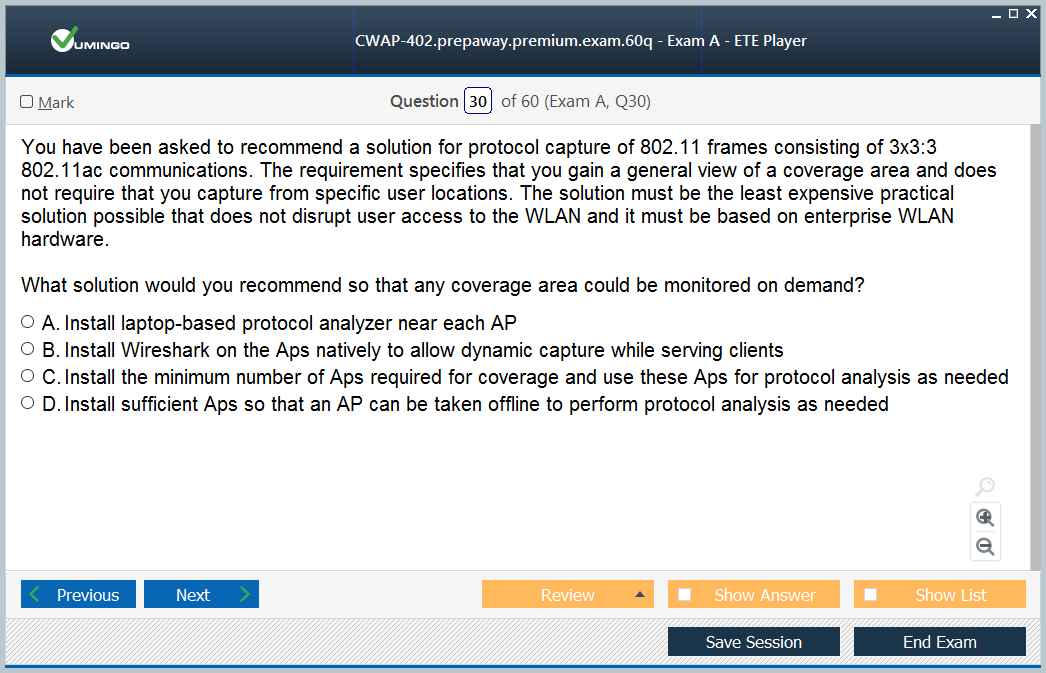 VUMINGO
CWAP-402.prepaway.premium.exam.60q - Exam A - ETE Player
Mark
Question 30 of 60 (Exam A, Q30)
You have been asked to recommend a solution for protocol capture of 802.11 frames consisting of 3x3:3
802.11ac communications. The requirement specifies that you gain a general view of a coverage area and does
not require that you capture from specific user locations. The solution must be the least expensive practical
solution possible that does not disrupt user access to the WLAN and it must be based on enterprise WLAN
hardware.
What solution would you recommend so that any coverage area could be monitored on demand?
A. Install laptop-based protocol analyzer near each AP
B. Install Wireshark on the Aps natively to allow dynamic capture while serving clients
C. Install the minimum number of Aps required for coverage and use these Aps for protocol analysis as needed
D. Install sufficient Aps so that an AP can be taken offline to perform protocol analysis as needed
Previous
Next
Review
Show Answer
Show List
Save Session
End Exam